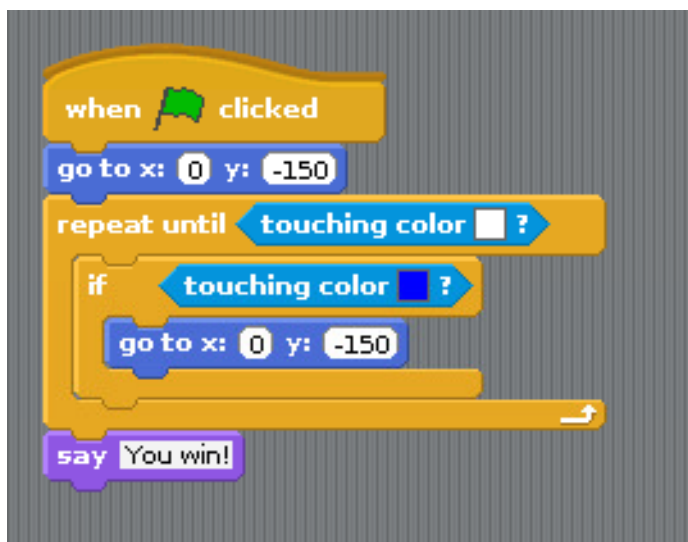 when clicked
go to x: 0 y: -150
repeat until touching color ?
if touching color ?
go to x: 0 y: -150
say You win!